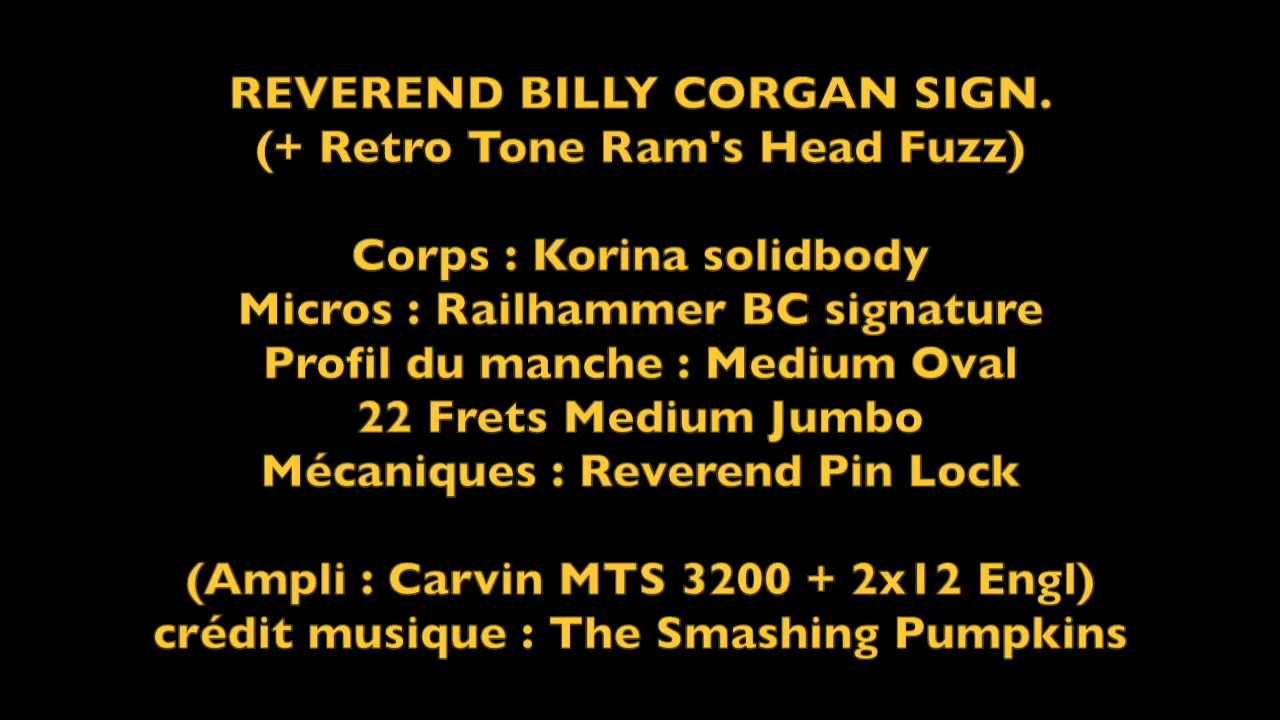 REVEREND BILLY CORGAN SIGN.
(+ Retro Tone Ram's Head Fuzz)
Corps : Korina solidbody
Micros : Railhammer BC signature
Profil du manche : Medium Oval
22 Frets Medium Jumbo
Mécaniques : Reverend Pin Lock
(Ampli : Carvin MTS 3200 + 2x12 Engl)
crédit musique : The Smashing Pumpkins